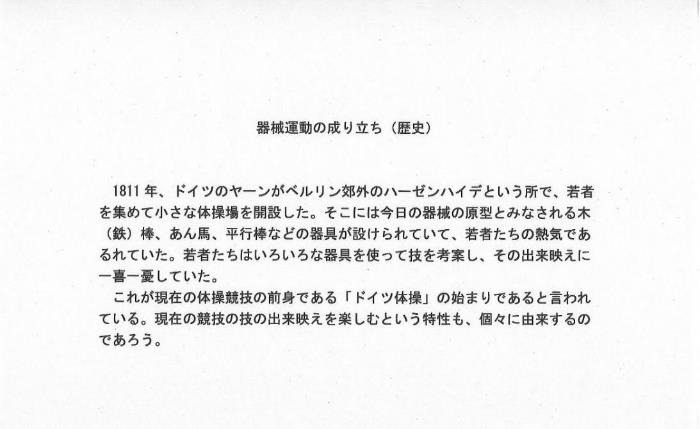 器械運動の成り立ち（歴史）
1811 年、ドイツのヤーンがベルリン郊外のハーゼンハイデという所で、若者
を集めて小さな体操場を開設した。そこには今日の器械の原型とみなされる木
（鉄）棒、あん馬、平行棒などの器具が設けられていて、若者たちの熱気であ
るれていた。若者たちはいろいろな器具を使って技を考案し、その出来映えに
一喜一憂していた。
これが現在の体操競技の前身である「ドイツ体操」の始まりであると言われ
ている。現在の競技の技の出来映えを楽しむという特性も、個々に由来するの
であろう。